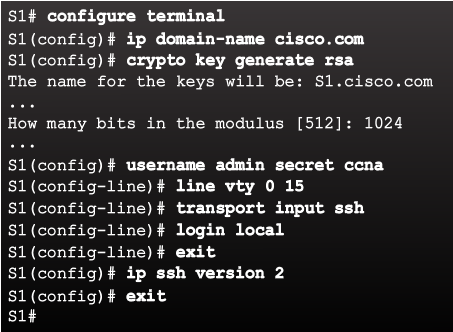 S1# configure terminal
S1(config)# ip domain-name cisco.com
S1(config)# crypto key generate rsa
The name for the keys will be: S1.cisco.com
...
How many bits in the modulus [512]: 1024
...
S1(config)# username admin secret ccna
S1(config-line)# line vty 0 15
S1(config-line)# transport input ssh
S1(config-line)# login local
S1(config-line)# exit
S1(config)# ip ssh version 2
S1(config)# exit
S1#